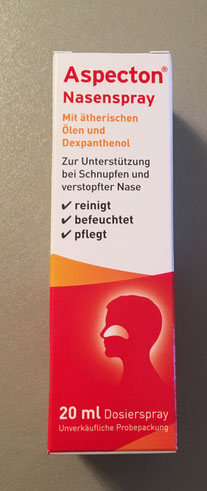 Aspecton®
Nasenspray
Mit ätherischen
Ölen und
Dexpanthenol
Zur Unterstützung
bei Schnupfen und
verstopfter Nase
✔ reinigt
✔ befeuchtet
✔ pflegt
20 ml Dosierspray
Unverkäufliche Probepackung